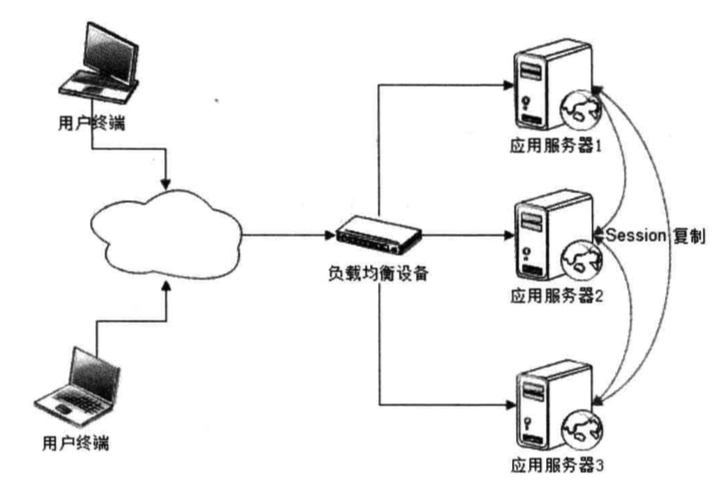 用户终端
应用服务器1
Session 复制
负载均衡设备
应用服务器2
用户终端
应用服务器3